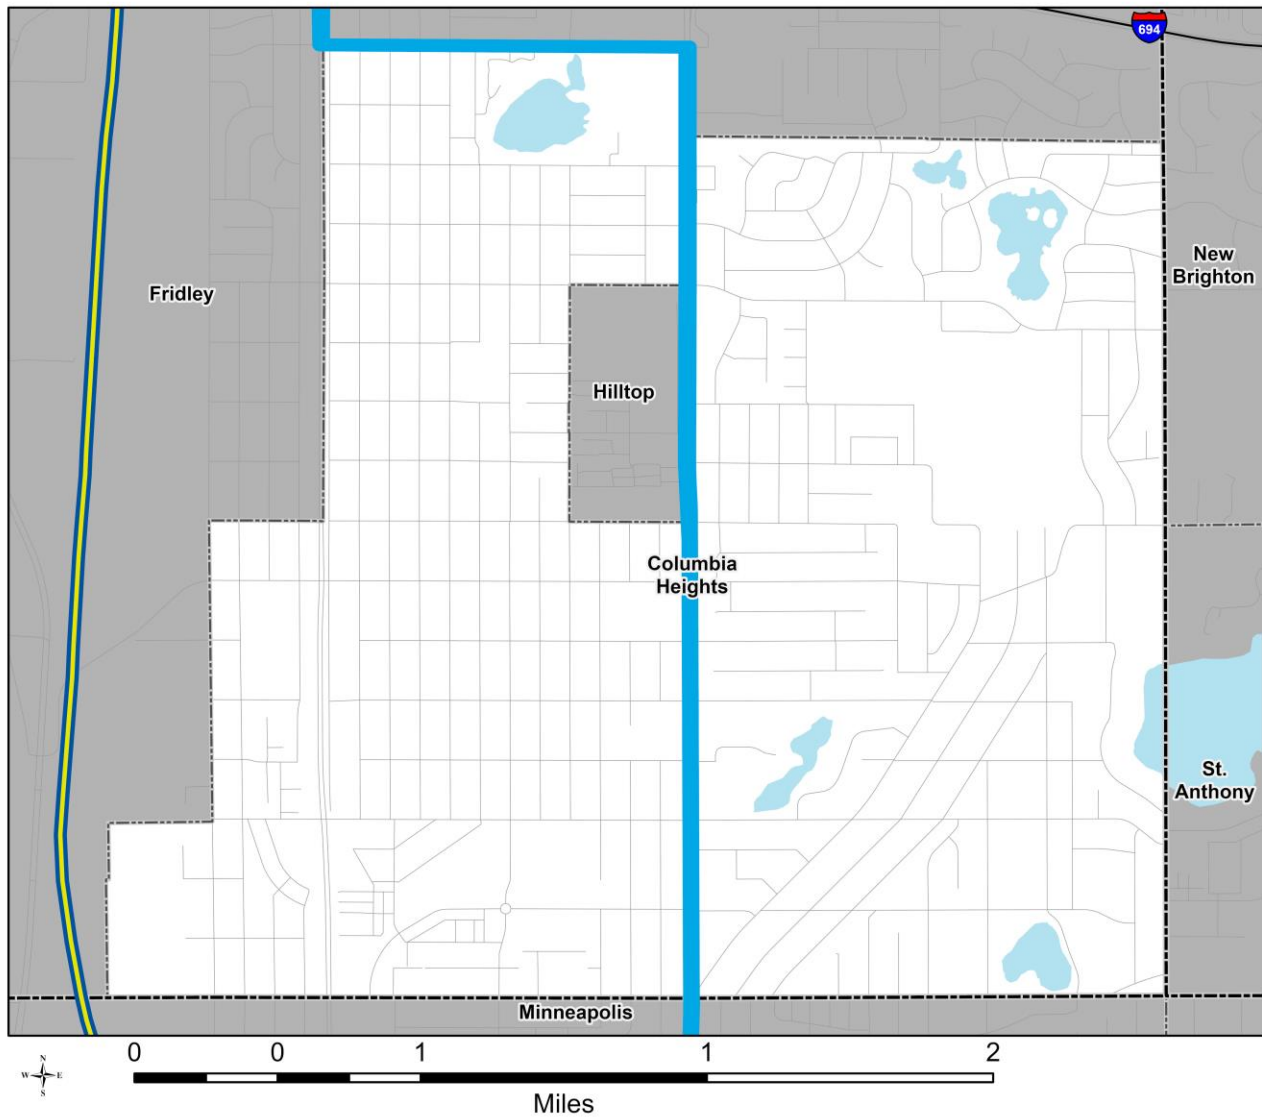 694
New
Brighton
Fridley
Hilltop
Columbia
Heights
St.
Anthony
Minneapolis
N
W E
S
0 0 1 1 2
Miles